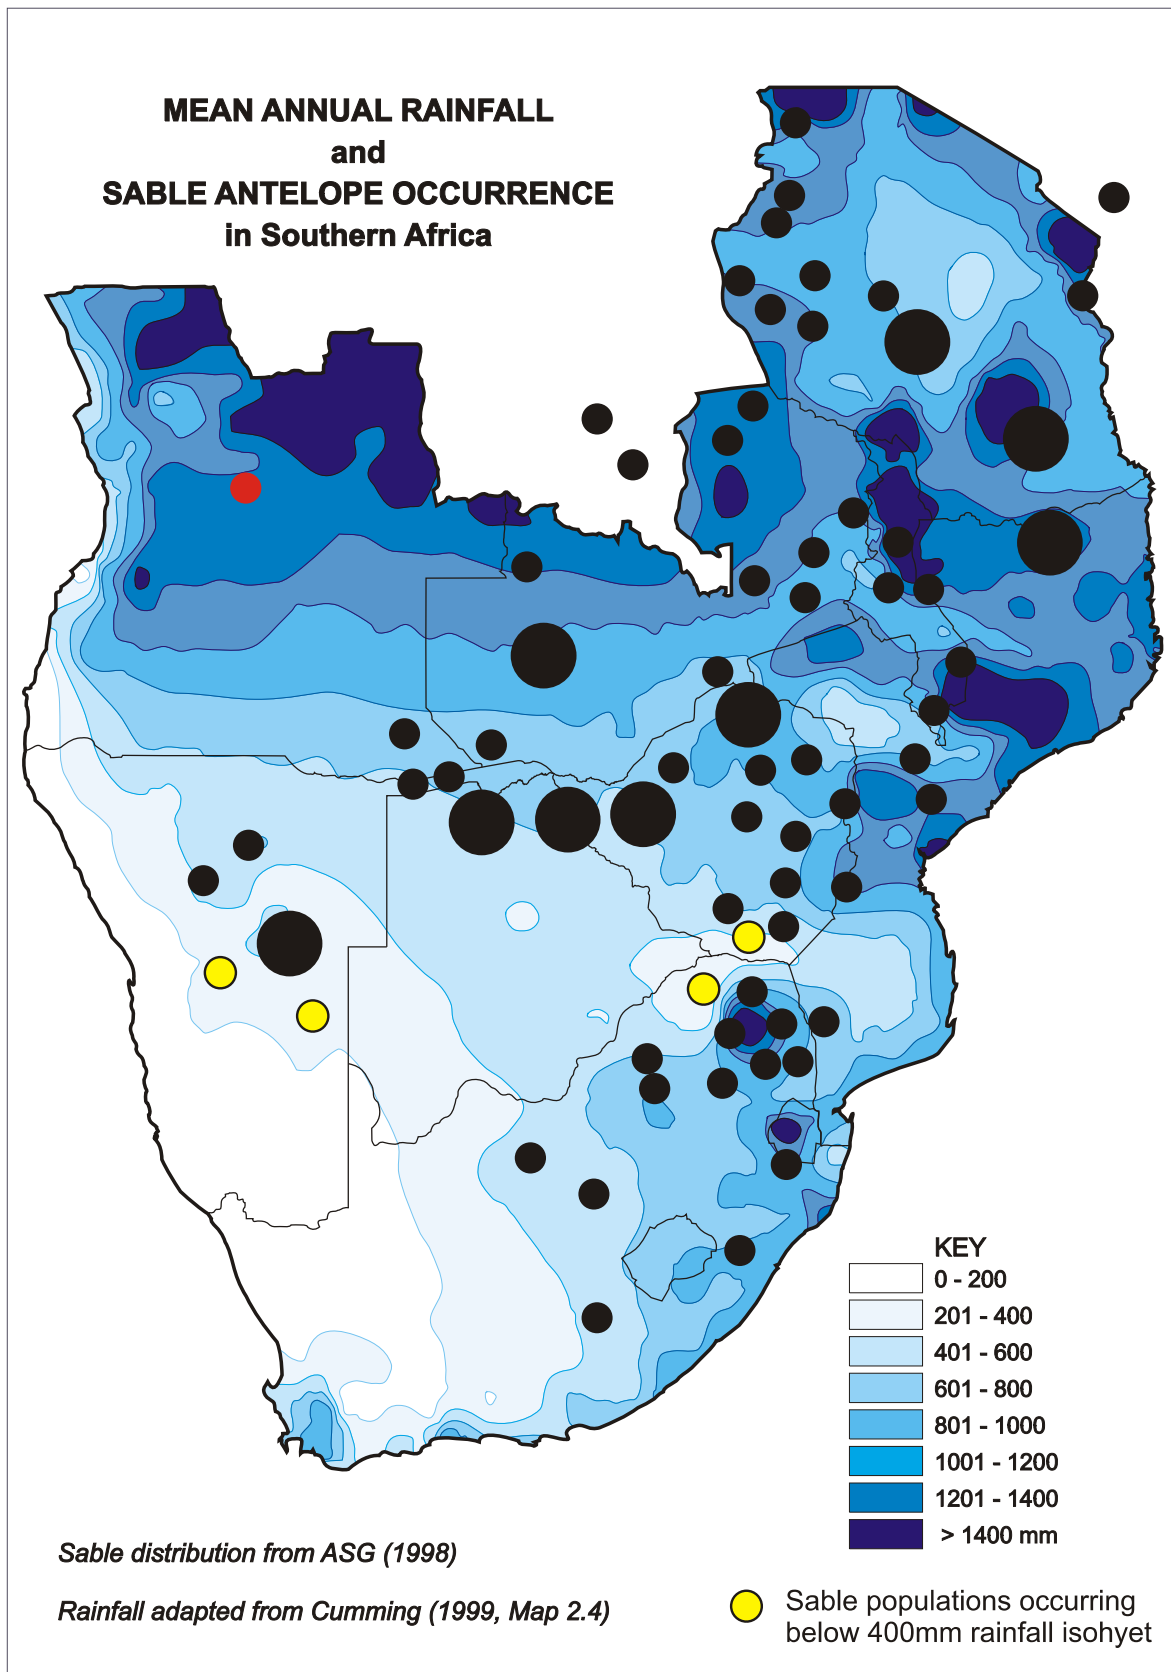 MEAN ANNUAL RAINFALL
and
SABLE ANTELOPE OCCURRENCE
in Southern Africa
KEY
0 - 200
201 - 400
401 - 600
601 - 800
801 - 1000
1001 - 1200
1201 - 1400
> 1400 mm
Sable distribution from ASG (1998)
Rainfall adapted from Cumming (1999, Map 2.4)
Sable populations occurring
below 400mm rainfall isohyet